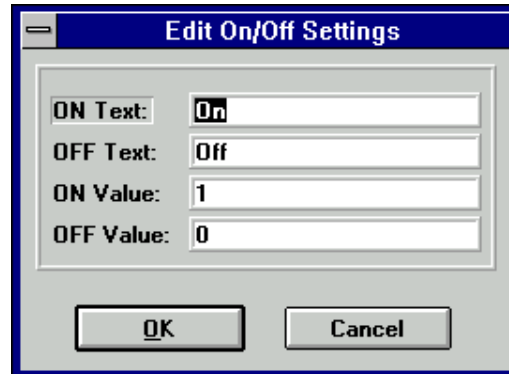 Edit On/Off Settings
ON Text: On
OFF Text: Off
ON Value: 1
OFF Value: 0
OK Cancel